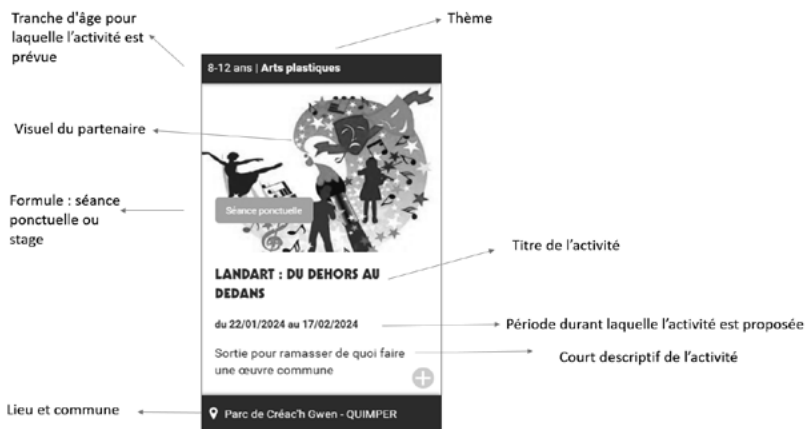 Tranche d'âge pour
laquelle l'activité est
prévue
Thème
8-12 ans | Arts plastiques
Visuel du partenaire
Formule : séance
ponctuelle ou
stage
Séance ponctuelle
Titre de l'activité
LANDART : DU DEHORS AU
DEDANS
du 22/01/2024 au 17/02/2024
Période durant laquelle l'activité est proposée
Sortie pour ramasser de quoi faire
une œuvre commune
Court descriptif de l'activité
Lieu et commune
Parc de Créac'h Gwen - QUIMPER